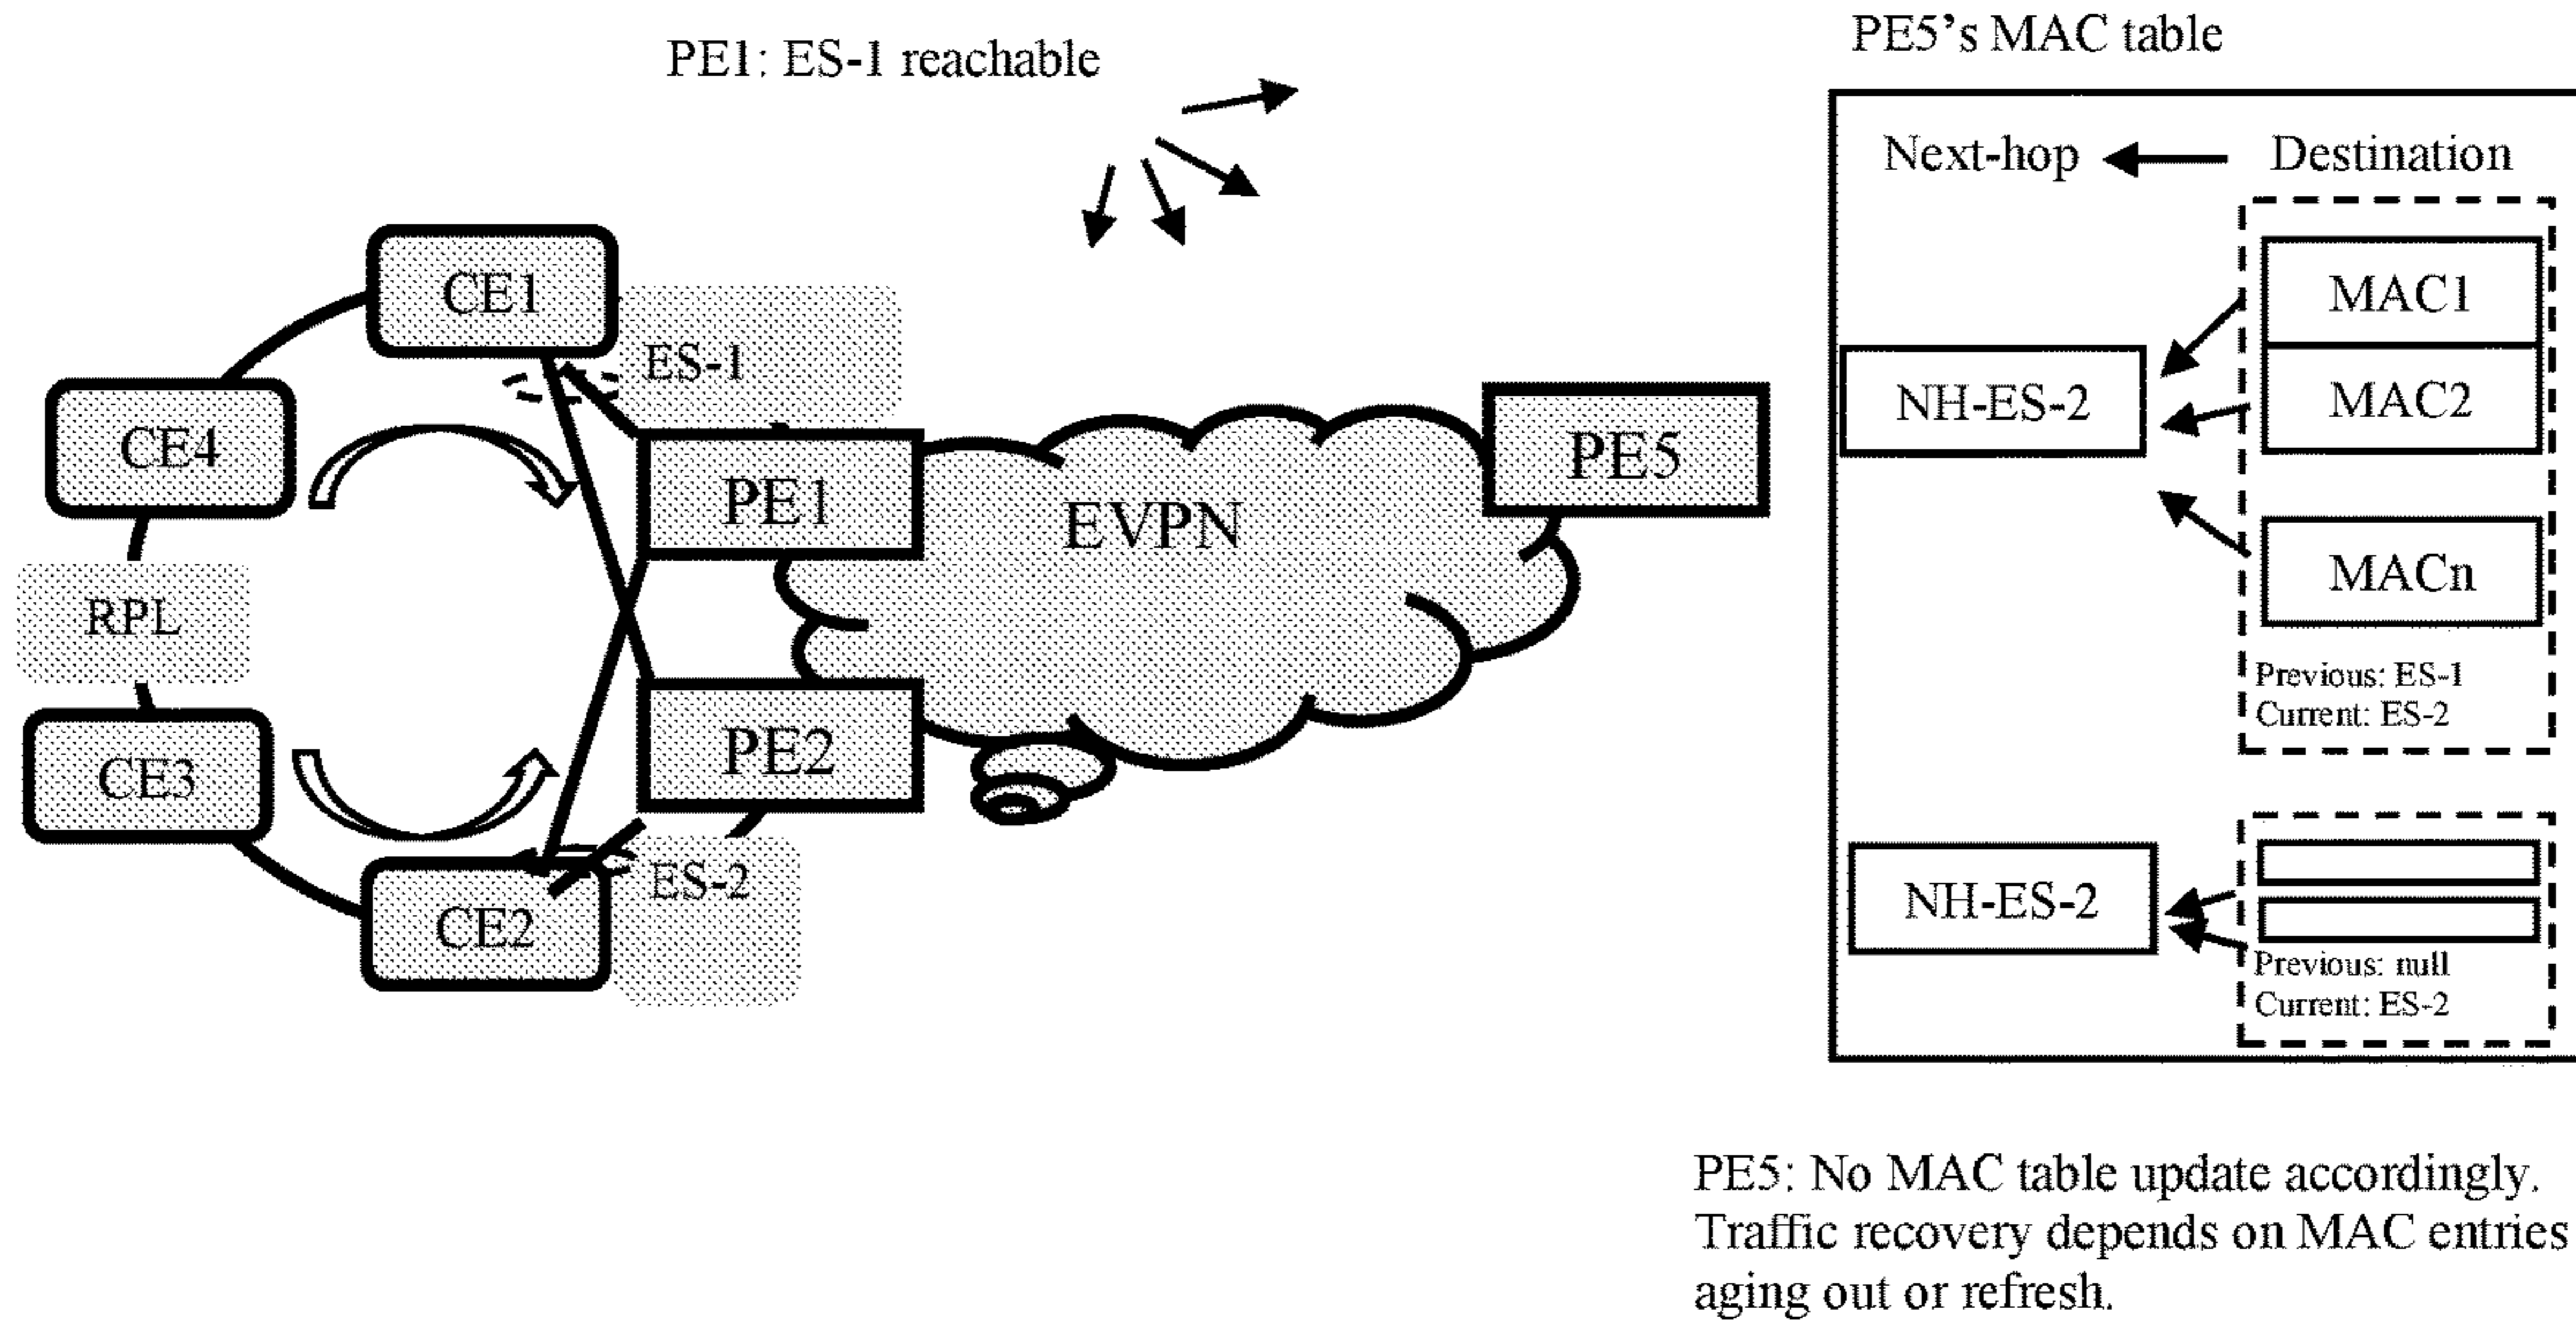 PE1: ES-1 reachable
CE1
ES-1
CE4
PE1
EVPN
PE5
RPL
CE3
PE2
CE2
ES-2
PE5’s MAC table
Next-hop
Destination
MAC1
NH-ES-2
MAC2
MACn
Previous: ES-1
Current: ES-2
NH-ES-2
Previous: null
Current: ES-2
PE5: No MAC table update accordingly.
Traffic recovery depends on MAC entries
aging out or refresh.